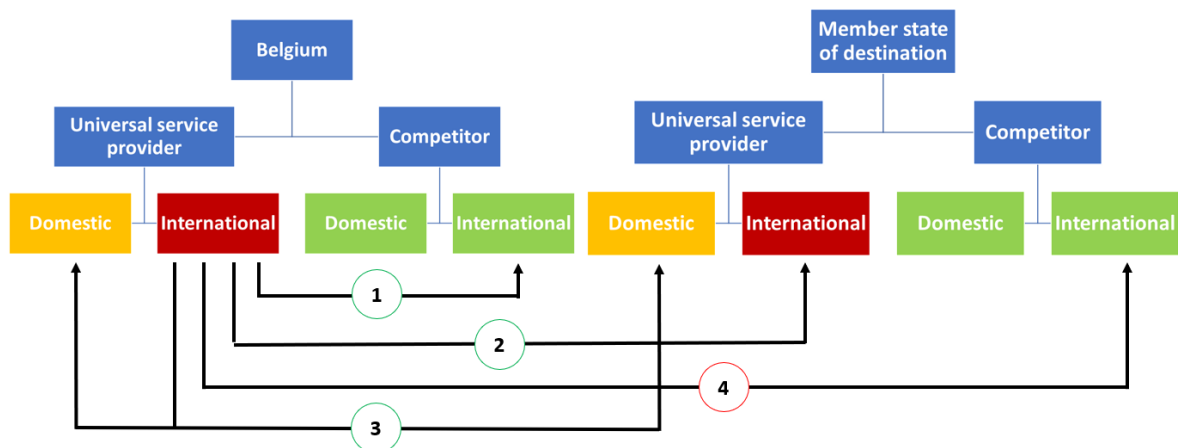 Belgium
Member state
of destination
Universal service
provider
Competitor
Universal service
provider
Competitor
Domestic
International
Domestic
International
Domestic
International
Domestic
International
1
2
4
3